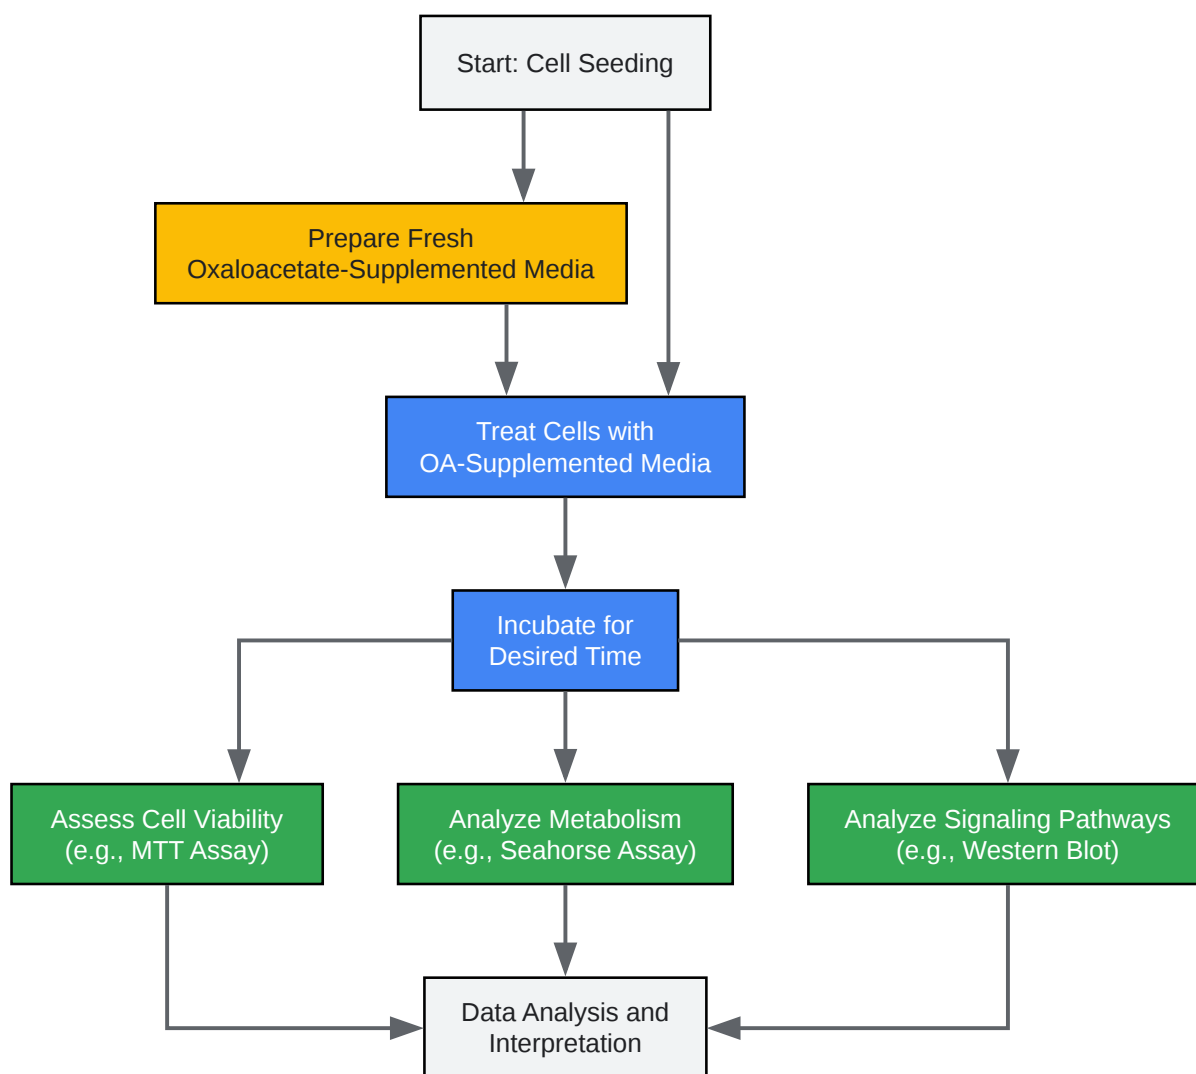 Start: Cell Seeding
Prepare Fresh
Oxaloacetate-Supplemented Media
Treat Cells with
OA-Supplemented Media
Incubate for
Desired Time
Assess Cell Viability
(e.g., MTT Assay)
Analyze Metabolism
(e.g., Seahorse Assay)
Analyze Signaling Pathways
(e.g., Western Blot)
Data Analysis and
Interpretation